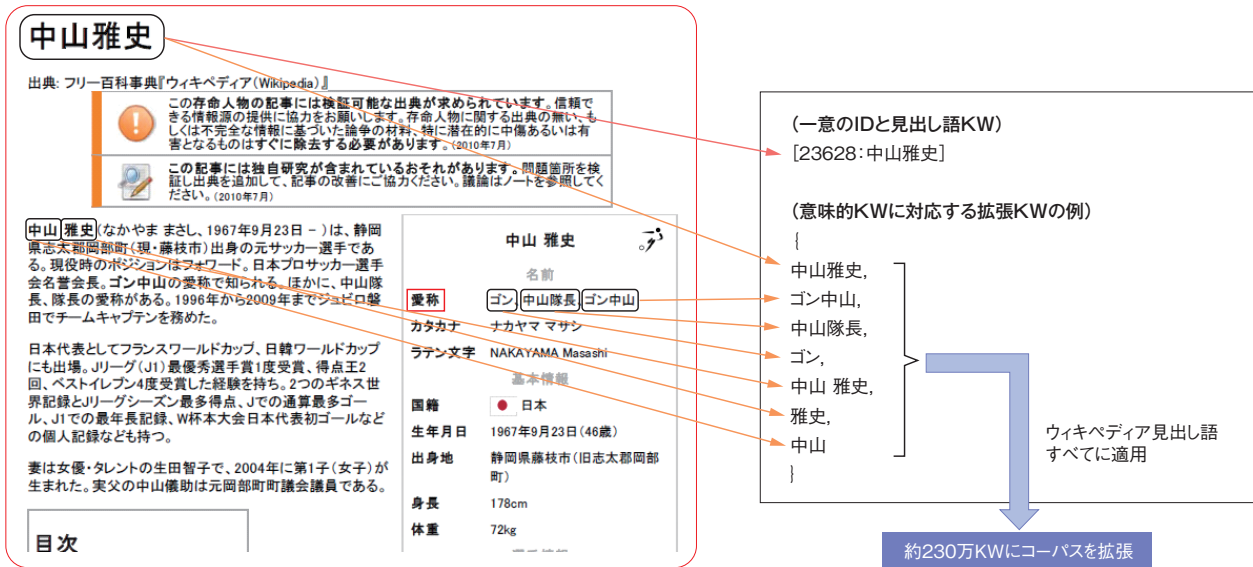 中山雅史
出典: フリー百科事典『ウィキペディア(Wikipedia)』
この存命人物の記事には検証可能な出典が求められています。信頼で
きる情報源の提供に協力をお願いします。存命人物に関する出典の無い、も
しくは不完全な情報に基づいた論争の材料、特に潜在的に中傷あるいは有
害となるものはすぐに除去する必要があります。(2010年7月)
この記事には独自研究が含まれているおそれがあります。問題箇所を検
証し出典を追加して、記事の改善にご協力ください。議論はノートを参照してく
ださい。(2010年7月)
中山 雅史(なかやま まさし、1967年9月23日 - )は、静岡
県志太郡岡部町(現・藤枝市)出身の元サッカー選手であ
る。現役時のポジションはフォワード。日本プロサッカー選手
会名誉会長。ゴン中山の愛称で知られる。ほかに、中山隊
長、隊長の愛称がある。1996年から2009年までジュビロ磐
田でチームキャプテンを務めた。
日本代表としてフランスワールドカップ、日韓ワールドカップ
にも出場。Jリーグ(J1)最優秀選手賞1度受賞、得点王2
回、ベストイレブン4度受賞した経験を持ち。2つのギネス世
界記録とJリーグシーズン最多得点、Jでの通算最多ゴー
ル、J1での最年長記録、W杯本大会日本代表初ゴールなど
の個人記録なども持つ。
妻は女優・タレントの生田智子で、2004年に第1子(女子)が
生まれた。実父の中山儀助は元岡部町町議会議員である。
目次
中山 雅史
名前
愛称 ゴン,中山隊長,ゴン中山
カタカナ ナカヤマ マサシ
ラテン文字 NAKAYAMA Masashi
基本情報
国籍 日本
生年月日 1967年9月23日(46歳)
出身地 静岡県藤枝市(旧志太郡岡部
町)
身長 178cm
体重 72kg
(一意のIDと見出し語KW)
[23628:中山雅史]
(意味的KWに対応する拡張KWの例)
{
中山雅史,
ゴン中山,
中山隊長,
ゴン,
中山 雅史,
雅史,
中山
}
ウィキペディア見出し語
すべてに適用
約230万KWにコーパスを拡張